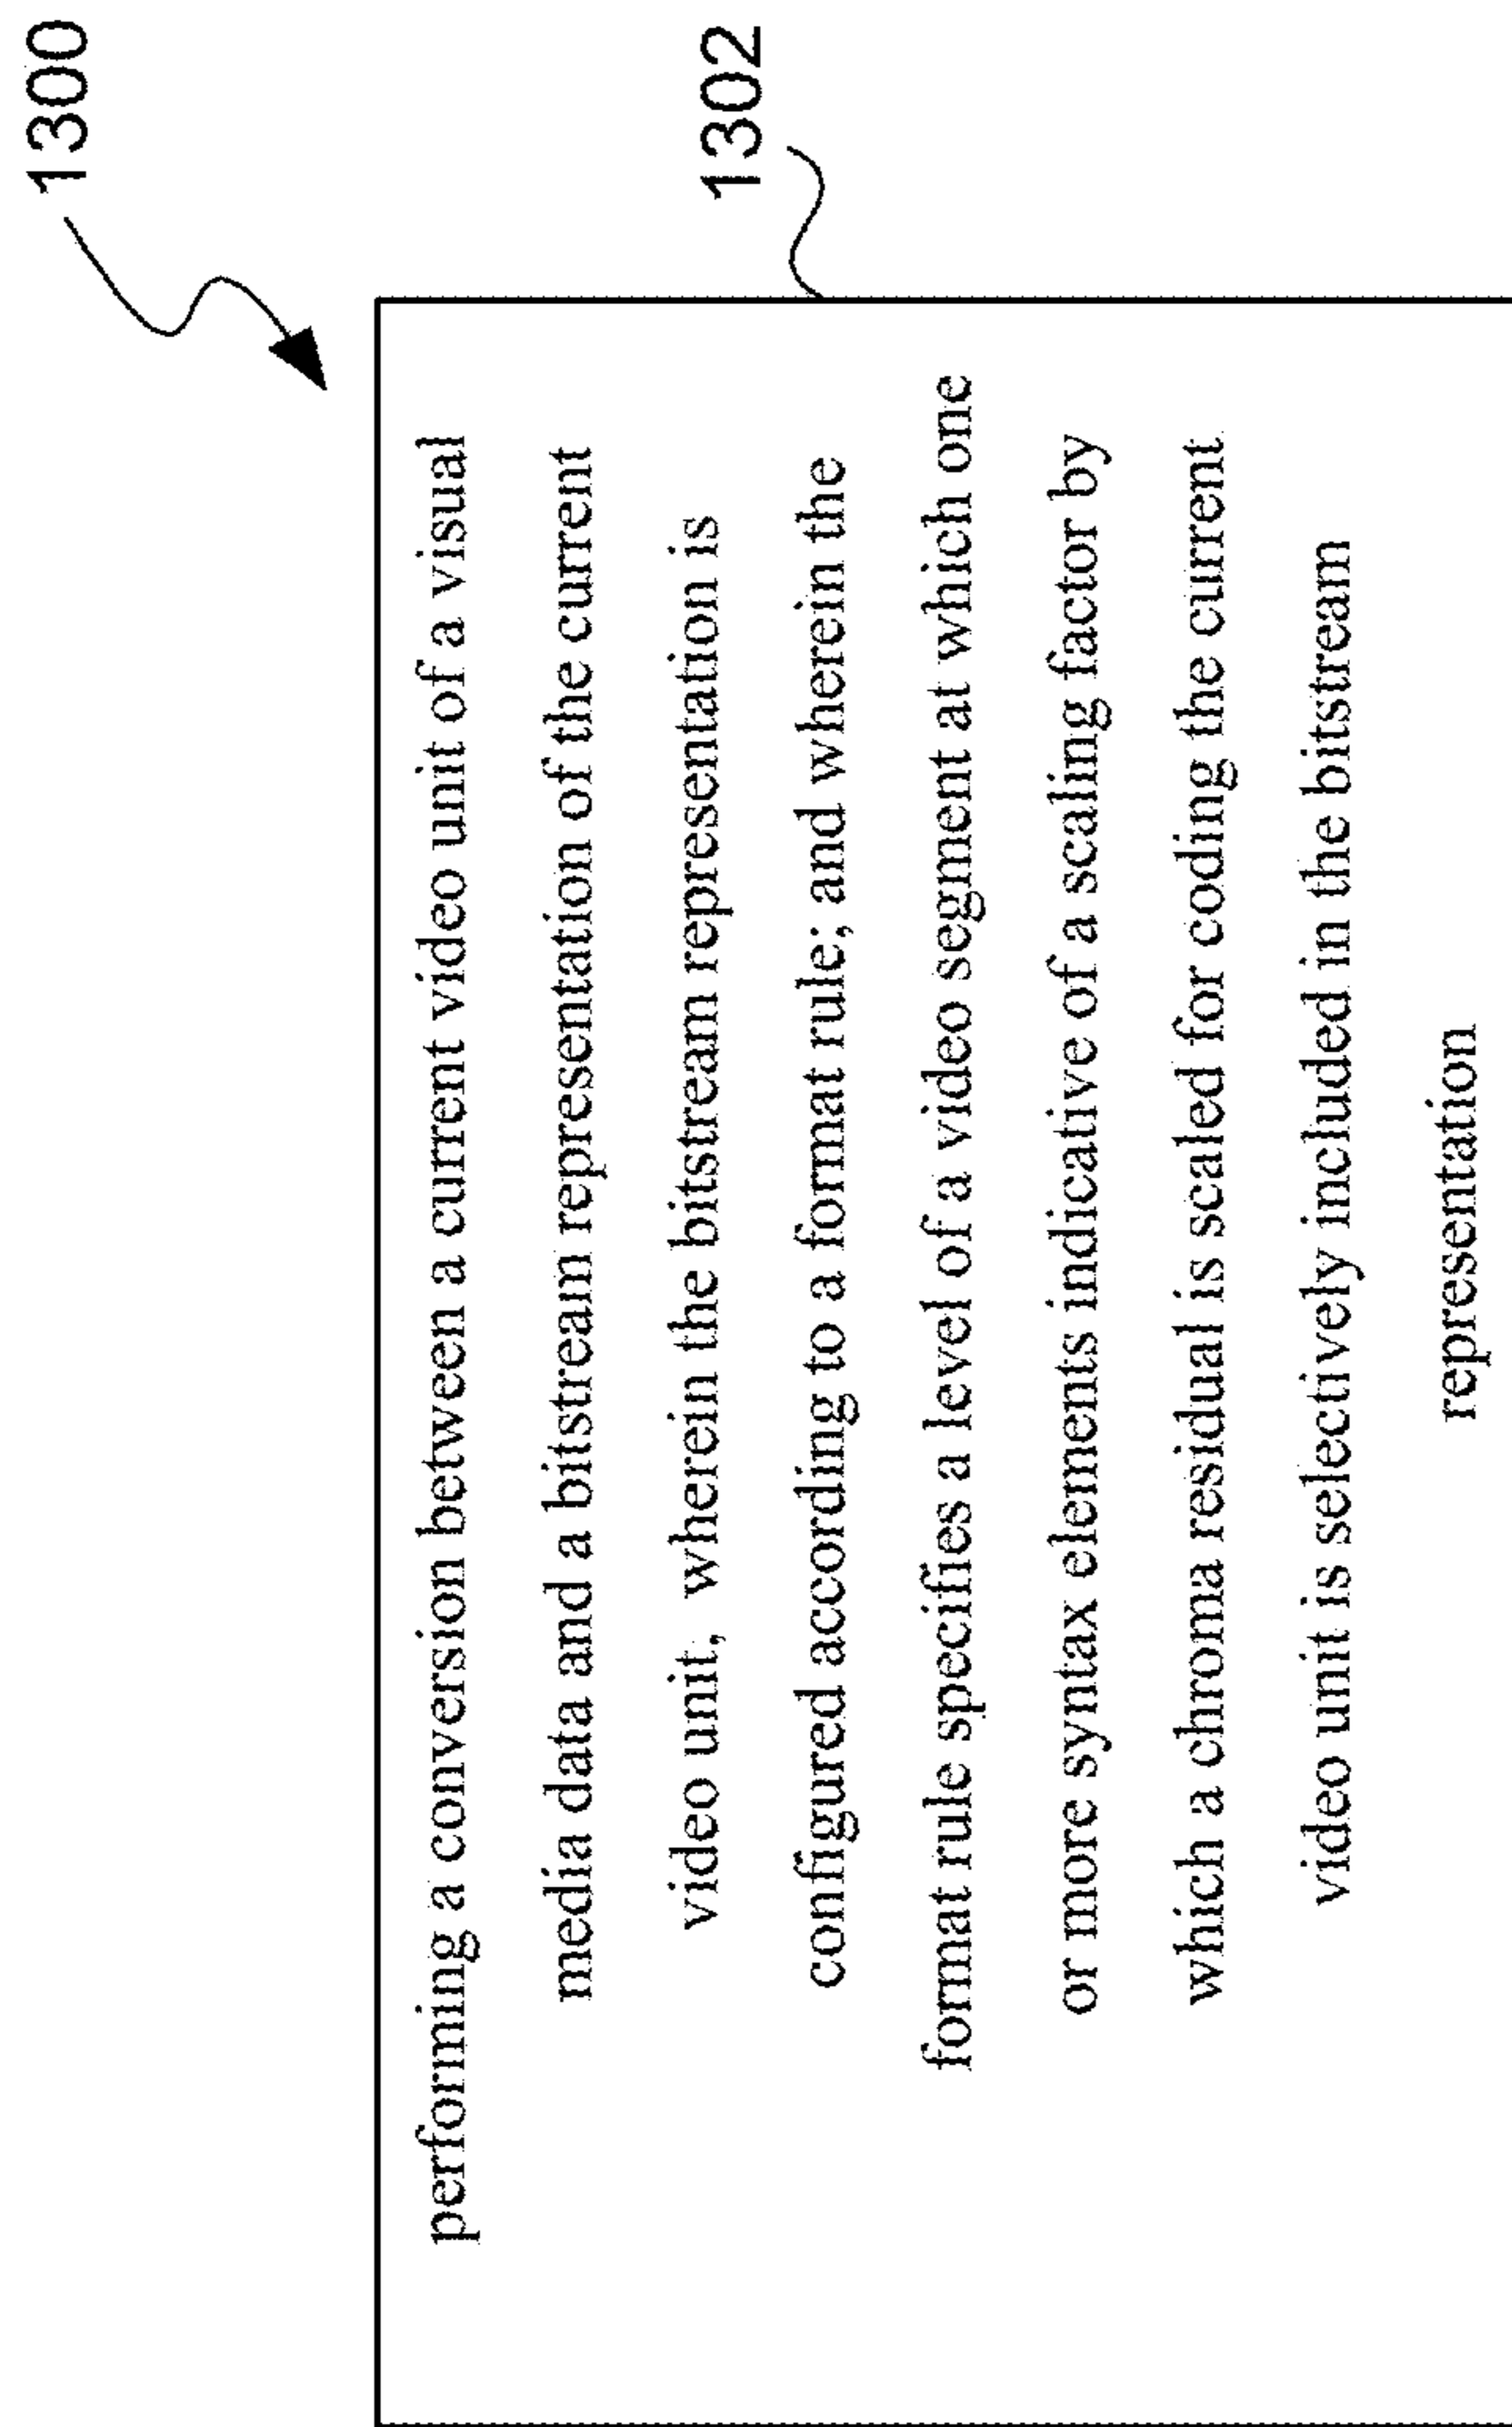 1300
1302
performing a conversion between a current video unit of a visual
media data and a bitstream representation of the current
video unit, wherein the bitstream representation is
configured according to a format rule; and wherein the
format rule specifies a level of a video segment at which one
or more syntax elements indicative of a scaling factor by
which a chroma residual is scaled for coding the current
video unit is selectively included in the bitstream
representation